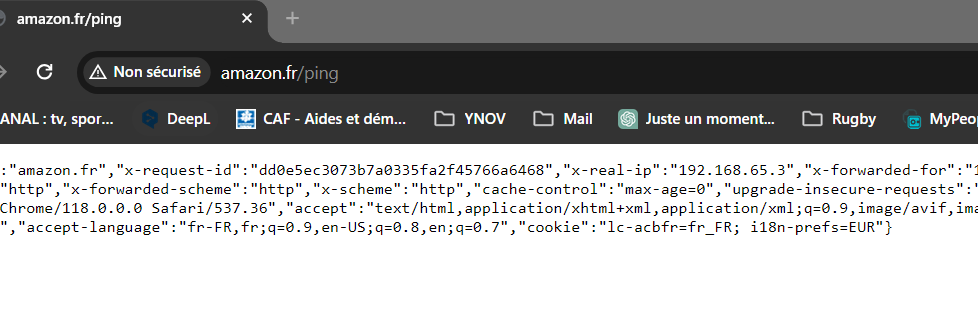 amazon.fr/ping
Non sécurisé amazon.fr/ping
ANAL : tv, spor... DeepL CAF - Aides et dém... YNOV Mail Juste un moment... Rugby MyPeop
:"amazon.fr","x-request-id":"dd0e5ec3073b7a0335fa2f45766a6468","x-real-ip":"192.168.65.3","x-forwarded-for":"1
"http","x-forwarded-scheme":"http","x-scheme":"http","cache-control":"max-age=0","upgrade-insecure-requests":"
Chrome/118.0.0.0 Safari/537.36","accept":"text/html,application/xhtml+xml,application/xml;q=0.9,image/avif,ima
","accept-language":"fr-FR,fr;q=0.9,en-US;q=0.8,en;q=0.7","cookie":"lc-acbfr=fr_FR; i18n-prefs=EUR"}